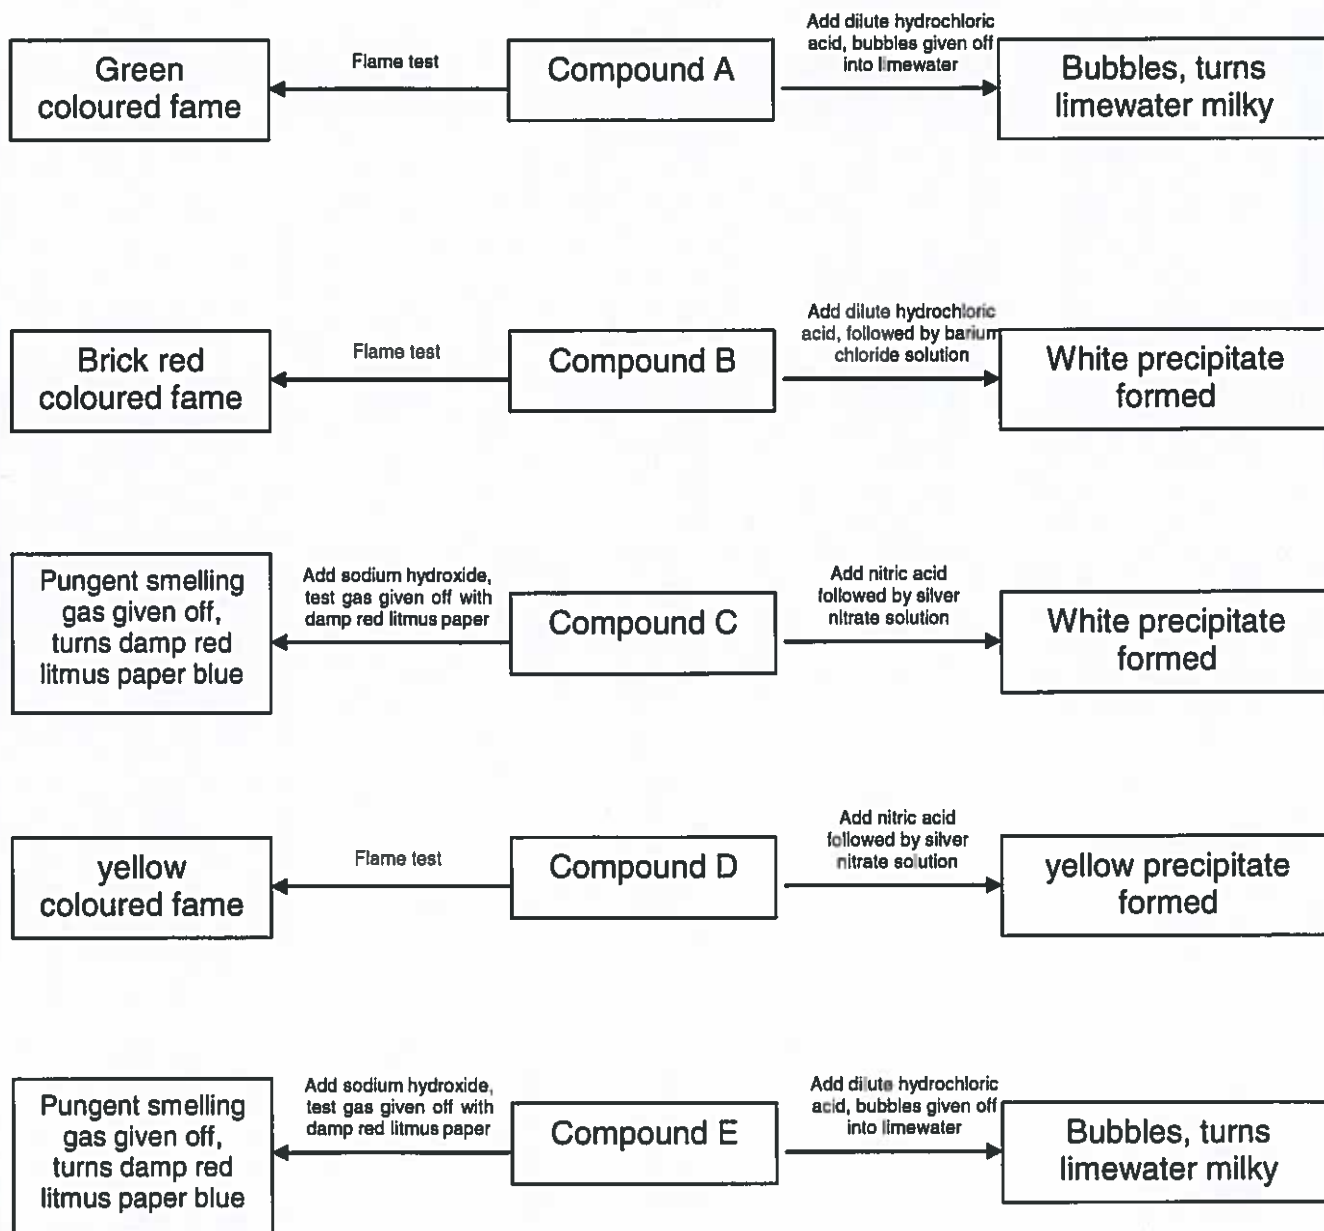 Green
coloured fame
Flame test
Compound A
Add dilute hydrochloric
acid, bubbles given off
into limewater
Bubbles, turns
limewater milky
Brick red
coloured fame
Flame test
Compound B
Add dilute hydrochloric
acid, followed by barium
chloride solution
White precipitate
formed
Pungent smelling
gas given off,
turns damp red
litmus paper blue
Add sodium hydroxide,
test gas given off with
damp red litmus paper
Compound C
Add nitric acid
followed by silver
nitrate solution
White precipitate
formed
yellow
coloured fame
Flame test
Compound D
Add nitric acid
followed by silver
nitrate solution
yellow precipitate
formed
Pungent smelling
gas given off,
turns damp red
litmus paper blue
Add sodium hydroxide,
test gas given off with
damp red litmus paper
Compound E
Add dilute hydrochloric
acid, bubbles given off
into limewater
Bubbles, turns
limewater milky